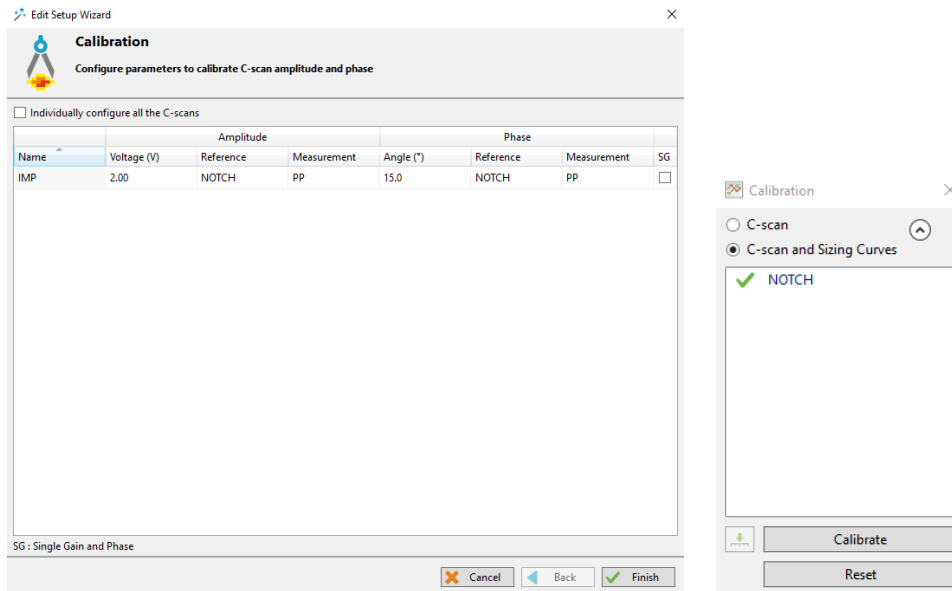 Edit Setup Wizard
Calibration
Configure parameters to calibrate C-scan amplitude and phase
Individually configure all the C-scans
Amplitude Phase
Name Voltage (V) Reference Measurement Angle (°) Reference Measurement SG
IMP 2.00 NOTCH PP 15.0 NOTCH PP
SG : Single Gain and Phase
Cancel Back Finish
Calibration
C-scan
C-scan and Sizing Curves
NOTCH
Calibrate
Reset